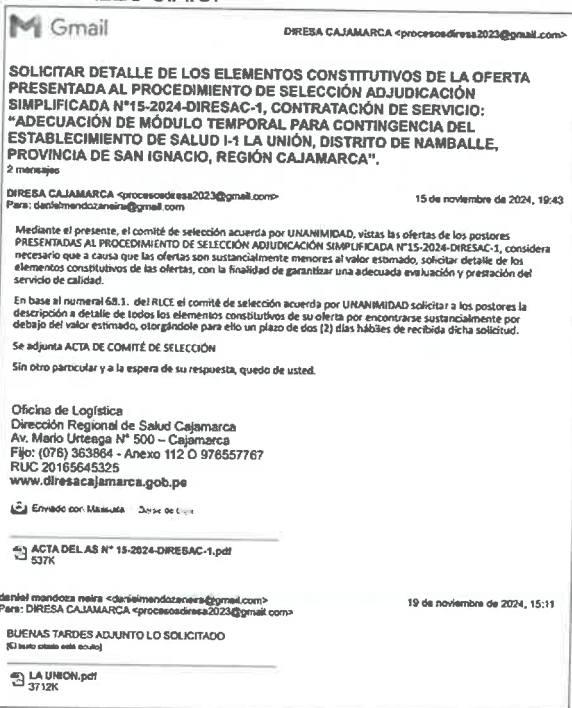 Gmail
DIRESA CAJAMARCA <procesosdiresa2023@gmail.com>
SOLICITAR DETALLE DE LOS ELEMENTOS CONSTITUTIVOS DE LA OFERTA
PRESENTADA AL PROCEDIMIENTO DE SELECCIÓN ADJUDICACIÓN
SIMPLIFICADA N°15-2024-DIRESAC-1, CONTRATACIÓN DE SERVICIO:
"ADECUACIÓN DE MÓDULO TEMPORAL PARA CONTINGENCIA DEL
ESTABLECIMIENTO DE SALUD I-1 LA UNIÓN, DISTRITO DE NAMBALLE,
PROVINCIA DE SAN IGNACIO, REGIÓN CAJAMARCA".
2 mensajes
DIRESA CAJAMARCA <procesosdiresa2023@gmail.com>
15 de noviembre de 2024, 19:43
Para: danielmendozaneira@gmail.com
Mediante el presente, el comité de selección acuerda por UNANIMIDAD, vistas las ofertas de los postores
PRESENTADAS AL PROCEDIMIENTO DE SELECCIÓN ADJUDICACIÓN SIMPLIFICADA N°15-2024-DIRESAC-1, considera
necesario que a causa que las ofertas son sustancialmente menores al valor estimado, solicitar detalle de los
elementos constitutivos de las ofertas, con la finalidad de garantizar una adecuada evaluación y prestación del
servicio de calidad.
En base al numeral 68.1. del RLCE el comité de selección acuerda por UNANIMIDAD solicitar a los postores la
descripción a detalle de todos los elementos constitutivos de su oferta por encontrarse sustancialmente por
debajo del valor estimado, otorgándole para ello un plazo de dos (2) días hábiles de recibida dicha solicitud.
Se adjunta ACTA DE COMITÉ DE SELECCIÓN
Sin otro particular y a la espera de su respuesta, quedo de usted.
Oficina de Logística
Dirección Regional de Salud Cajamarca
Av. Mario Urteaga N° 500 – Cajamarca
Fijo: (076) 363864 - Anexo 112 O 976557767
RUC 20165645325
www.diresacajamarca.gob.pe
Enviado con
ACTA DEL AS N° 15-2024-DIRESAC-1.pdf
537K
daniel mendoza neira <danielmendozaneira@gmail.com>
19 de noviembre de 2024, 15:11
Para: DIRESA CAJAMARCA <procesosdiresa2023@gmail.com>
BUENAS TARDES ADJUNTO LO SOLICITADO
[El texto citado está oculto]
LA UNION.pdf
3712K